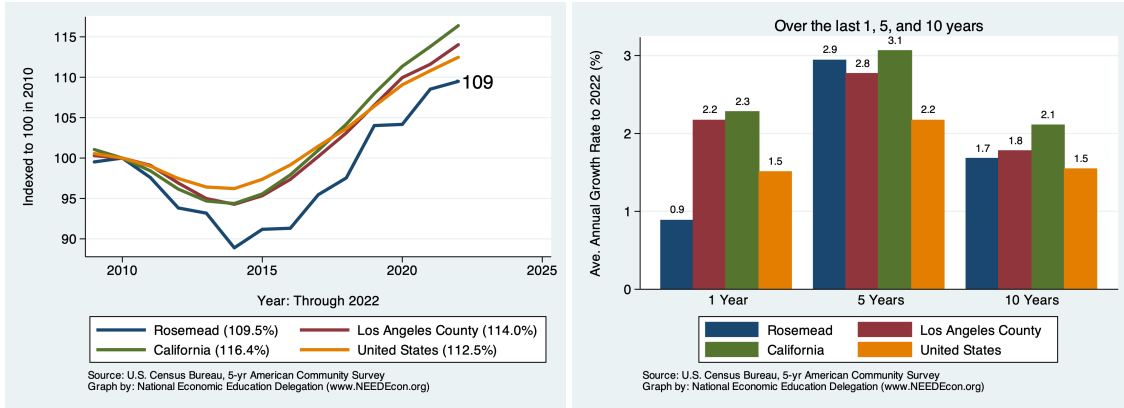 Indexed to 100 in 2010
115
110
105
100
95
90
109
2010 2015 2020 2025
Year: Through 2022
Rosemead (109.5%) Los Angeles County (114.0%)
California (116.4%) United States (112.5%)
Source: U.S. Census Bureau, 5-yr American Community Survey
Graph by: National Economic Education Delegation (www.NEEDEcon.org)
Over the last 1, 5, and 10 years
Ave. Annual Growth Rate to 2022 (%)
3
2
1
0
0.9 2.2 2.3 1.5
2.9 2.8 3.1 2.2
1.7 1.8 2.1 1.5
1 Year 5 Years 10 Years
Rosemead Los Angeles County
California United States
Source: U.S. Census Bureau, 5-yr American Community Survey
Graph by: National Economic Education Delegation (www.NEEDEcon.org)